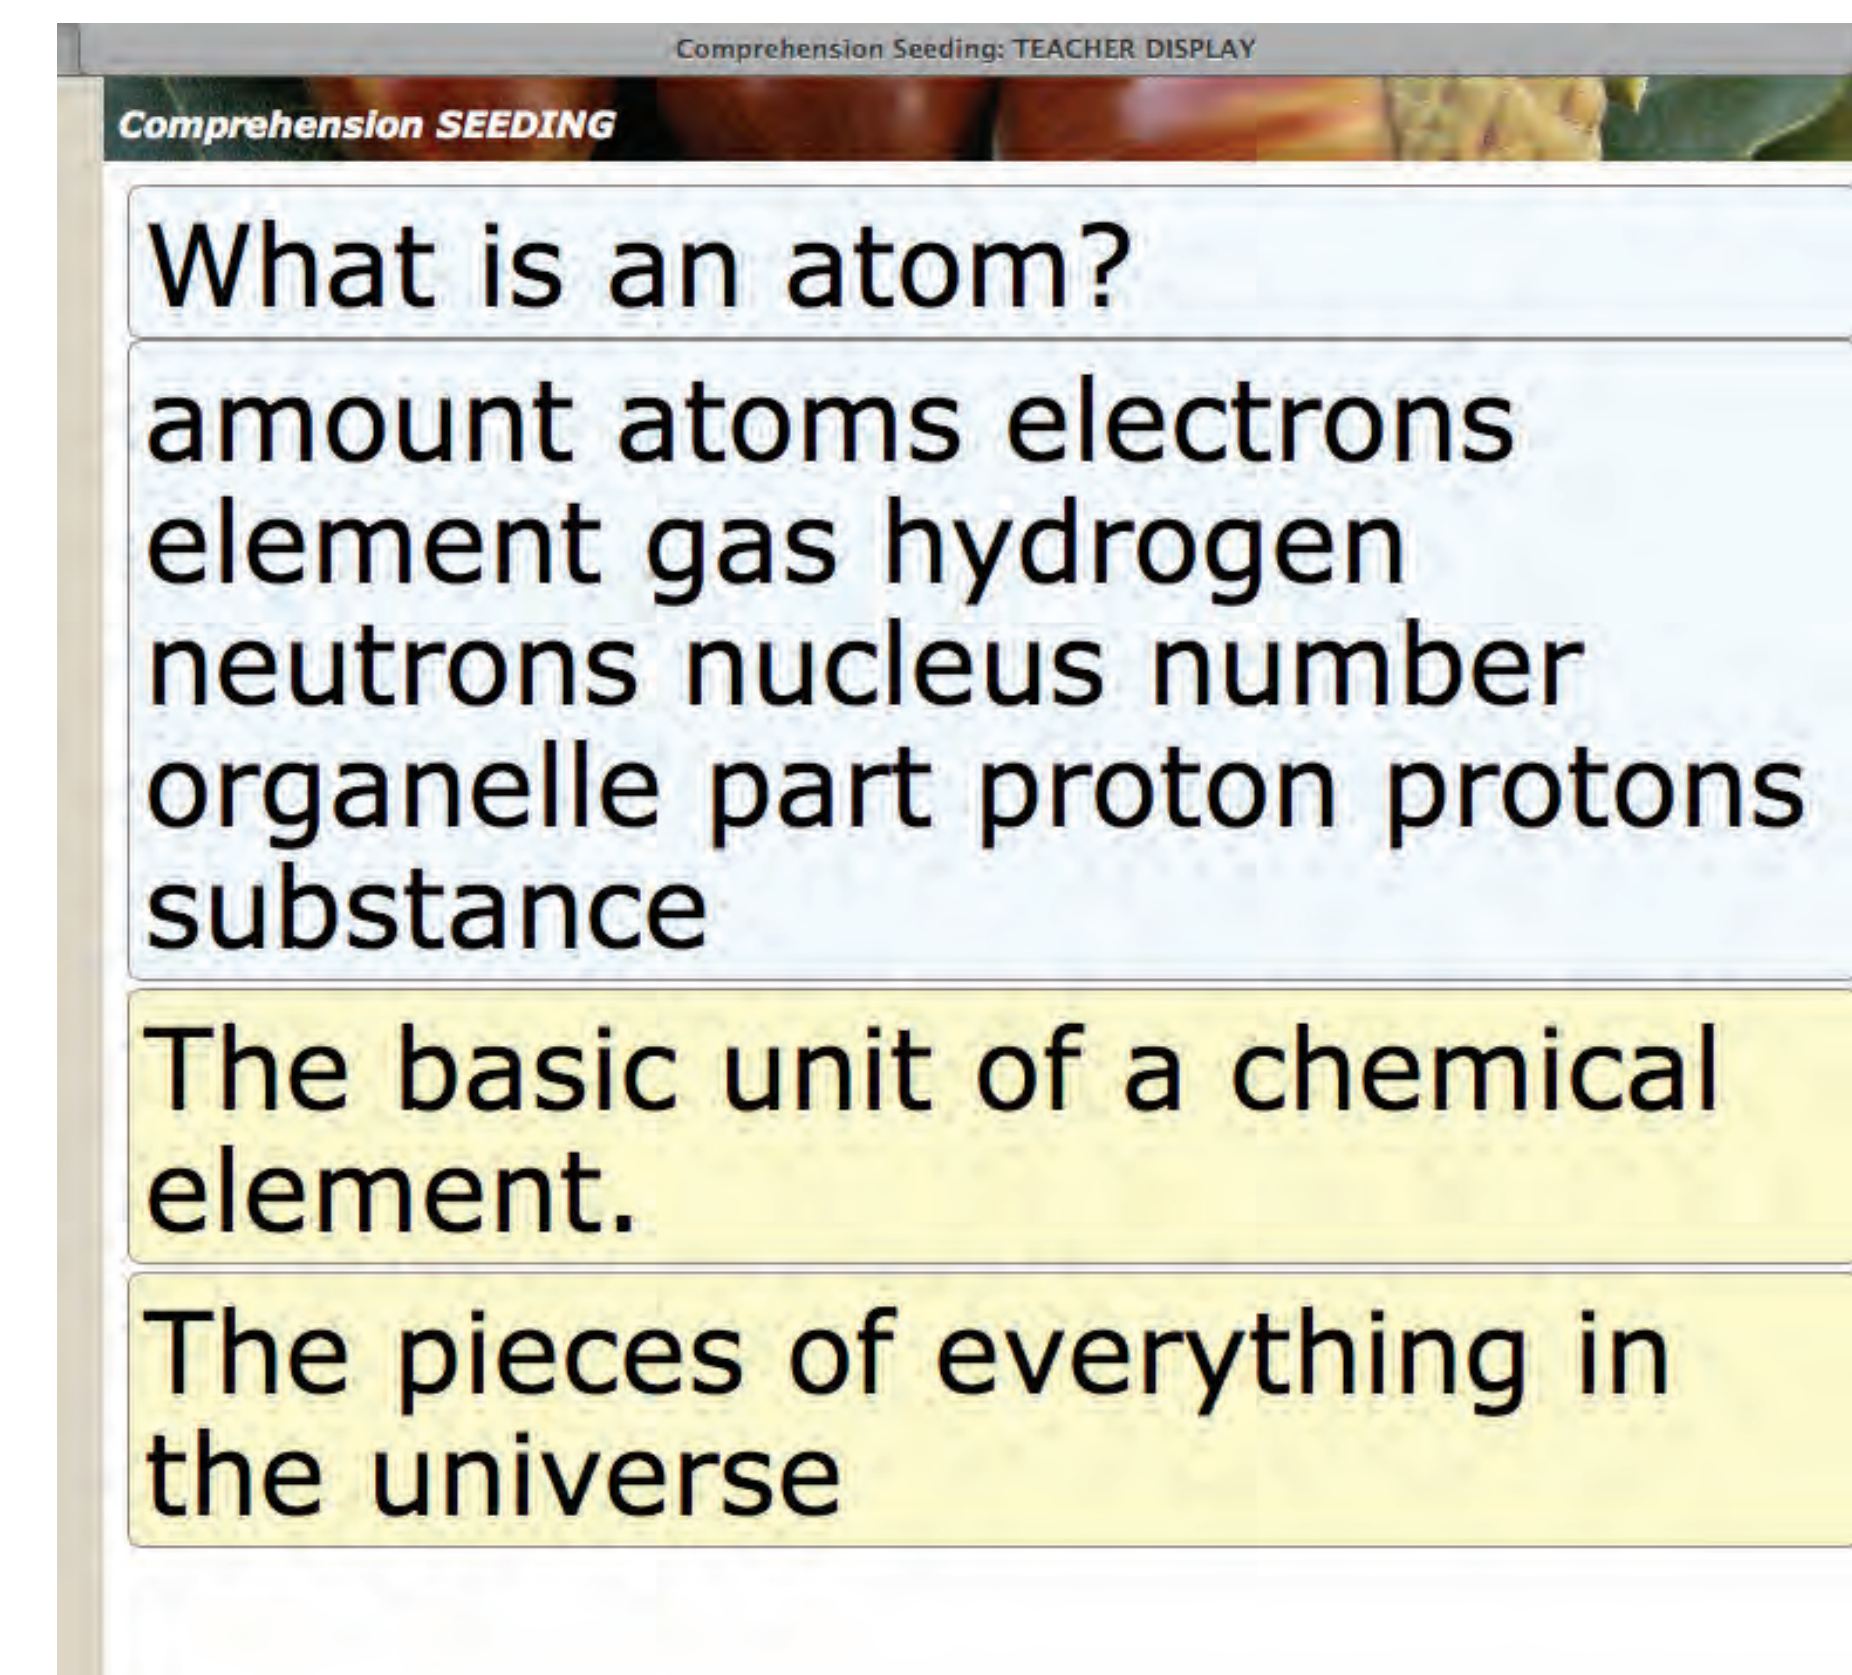 Comprehension Seeding: TEACHER DISPLAY
Comprehension SEEDING
What is an atom?
amount atoms electrons
element gas hydrogen
neutrons nucleus number
organelle part proton protons
substance
The basic unit of a chemical
element.
The pieces of everything in
the universe